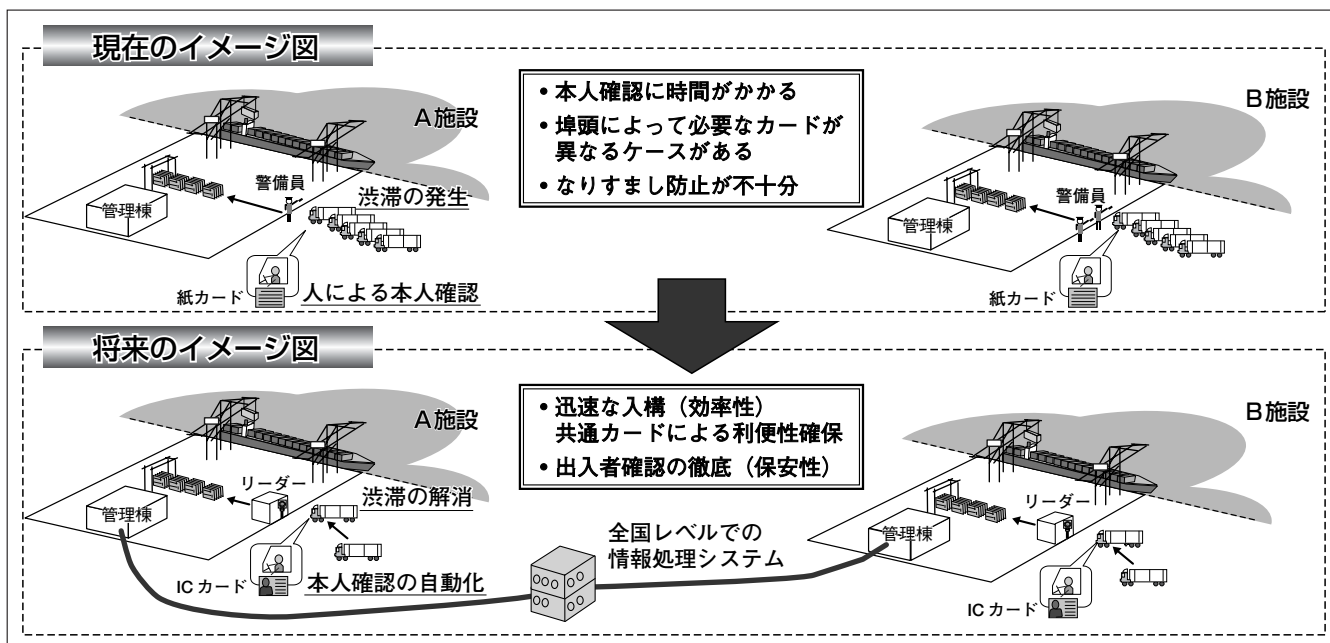 現在のイメージ図
• 本人確認に時間がかかる
• 埠頭によって必要なカードが
異なるケースがある
• なりすまし防止が不十分
A施設
警備員
渋滞の発生
管理棟
紙カード
人による本人確認
B施設
警備員
管理棟
紙カード
将来のイメージ図
• 迅速な入構（効率性）
共通カードによる利便性確保
• 出入者確認の徹底（保安性）
A施設
リーダー
渋滞の解消
管理棟
ICカード
本人確認の自動化
全国レベルでの
情報処理システム
B施設
リーダー
管理棟
ICカード